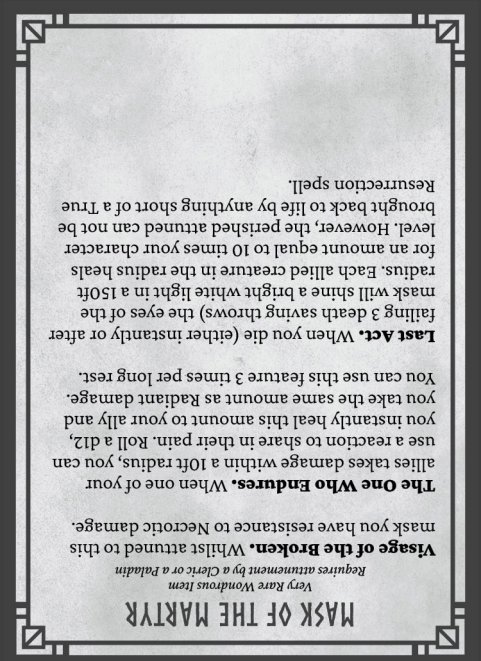 MASK OF THE MARTYR
Very Rare Wondrous Item
Requires attunement by a Cleric or a Paladin
Visage of the Broken. Whilst attuned to this
mask you have resistance to Necrotic damage.
The One Who Endures. When one of your
allies takes damage within a 10ft radius, you can
use a reaction to share in their pain. Roll a d12,
you instantly heal this amount to your ally and
you take the same amount as Radiant damage.
You can use this feature 3 times per long rest.
Last Act. When you die (either instantly or after
failing 3 death saving throws) the eyes of the
mask will shine a bright white light in a 150ft
radius. Each allied creature in the radius heals
for an amount equal to 10 times your character
level. However, the perished attuned can not be
brought back to life by anything short of a True
Resurrection spell.